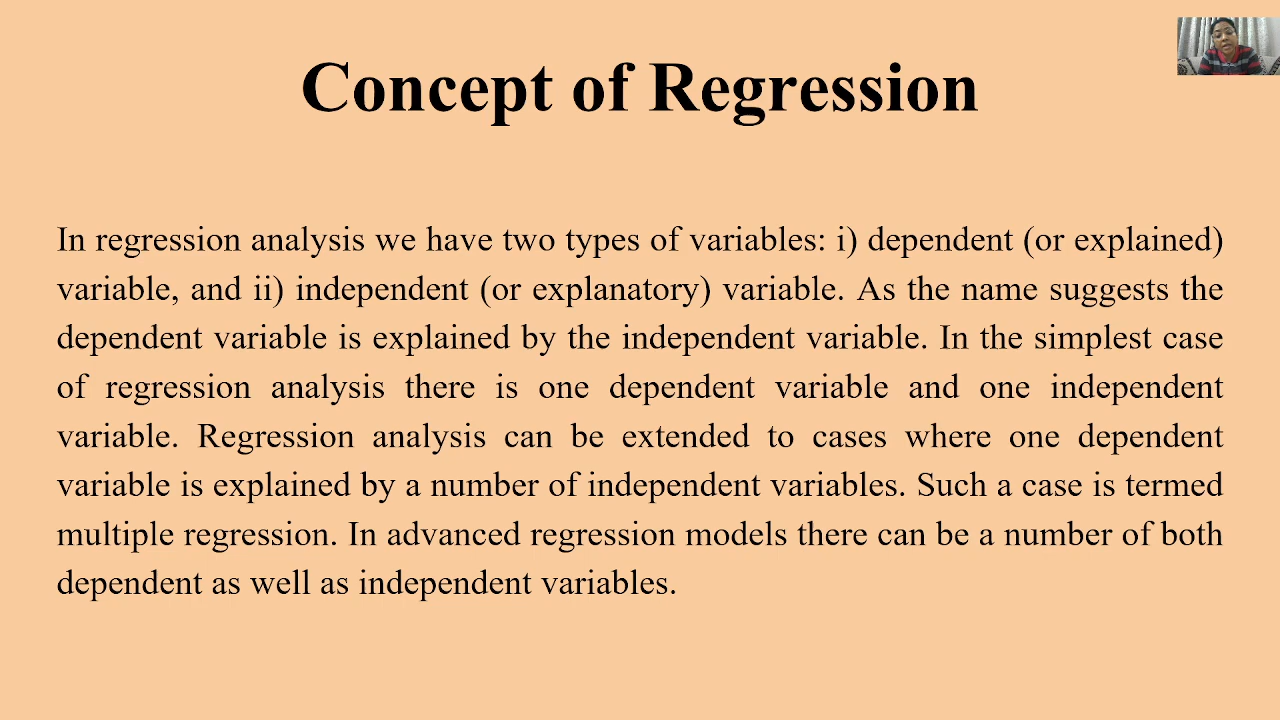 Concept of Regression
In regression analysis we have two types of variables: i) dependent (or explained)
variable, and ii) independent (or explanatory) variable. As the name suggests the
dependent variable is explained by the independent variable. In the simplest case
of regression analysis there is one dependent variable and one independent
variable. Regression analysis can be extended to cases where one dependent
variable is explained by a number of independent variables. Such a case is termed
multiple regression. In advanced regression models there can be a number of both
dependent as well as independent variables.